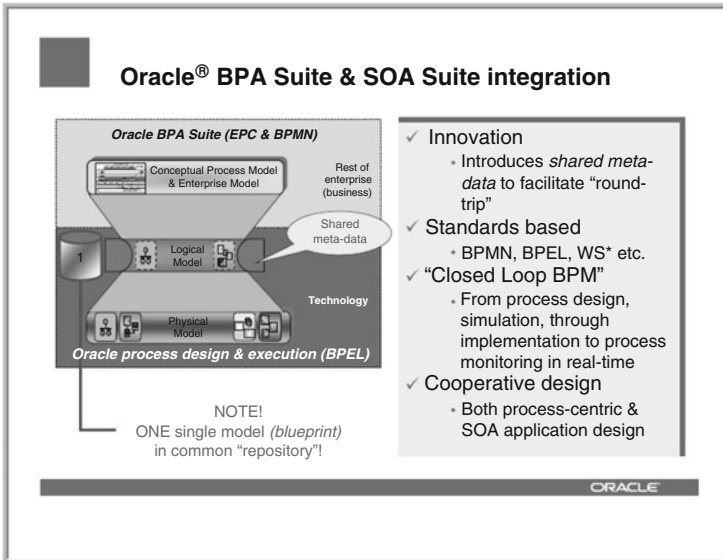 Oracle® BPA Suite & SOA Suite integration
Oracle BPA Suite (EPC & BPMN)
Conceptual Process Model
& Enterprise Model
Rest of
enterprise
(business)
Shared
meta-data
1
Logical
Model
Technology
Physical
Model
Oracle process design & execution (BPEL)
NOTE!
ONE single model (blueprint)
in common “repository”!
✓ Innovation
• Introduces shared meta-
data to facilitate “round-
trip”
✓ Standards based
• BPMN, BPEL, WS* etc.
✓ “Closed Loop BPM”
• From process design,
simulation, through
implementation to process
monitoring in real-time
✓ Cooperative design
• Both process-centric &
SOA application design
ORACLE